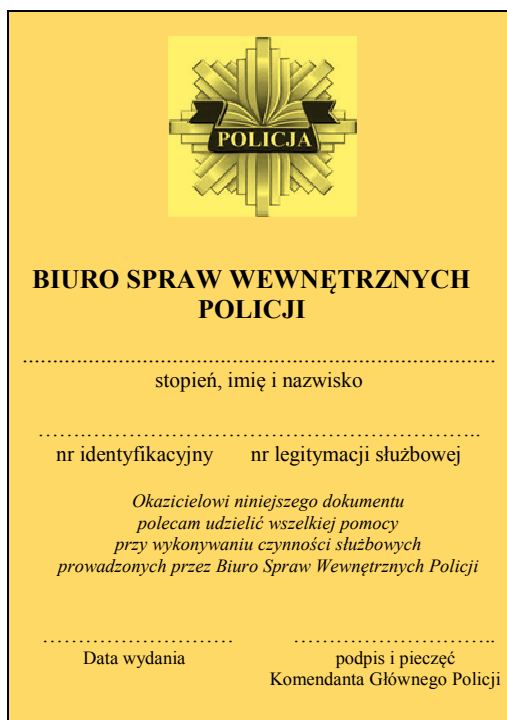 POLICJA
BIURO SPRAW WEWNĘTRZNYCH
POLICJI
……………………………………………………………………….
stopień, imię i nazwisko
……………………………………………………..
nr identyfikacyjny nr legitymacji służbowej
Okazicielowi niniejszego dokumentu
polecam udzielić wszelkiej pomocy
przy wykonywaniu czynności służbowych
prowadzonych przez Biuro Spraw Wewnętrznych Policji
……………………… ………………………..
Data wydania podpis i pieczęć
Komendanta Głównego Policji